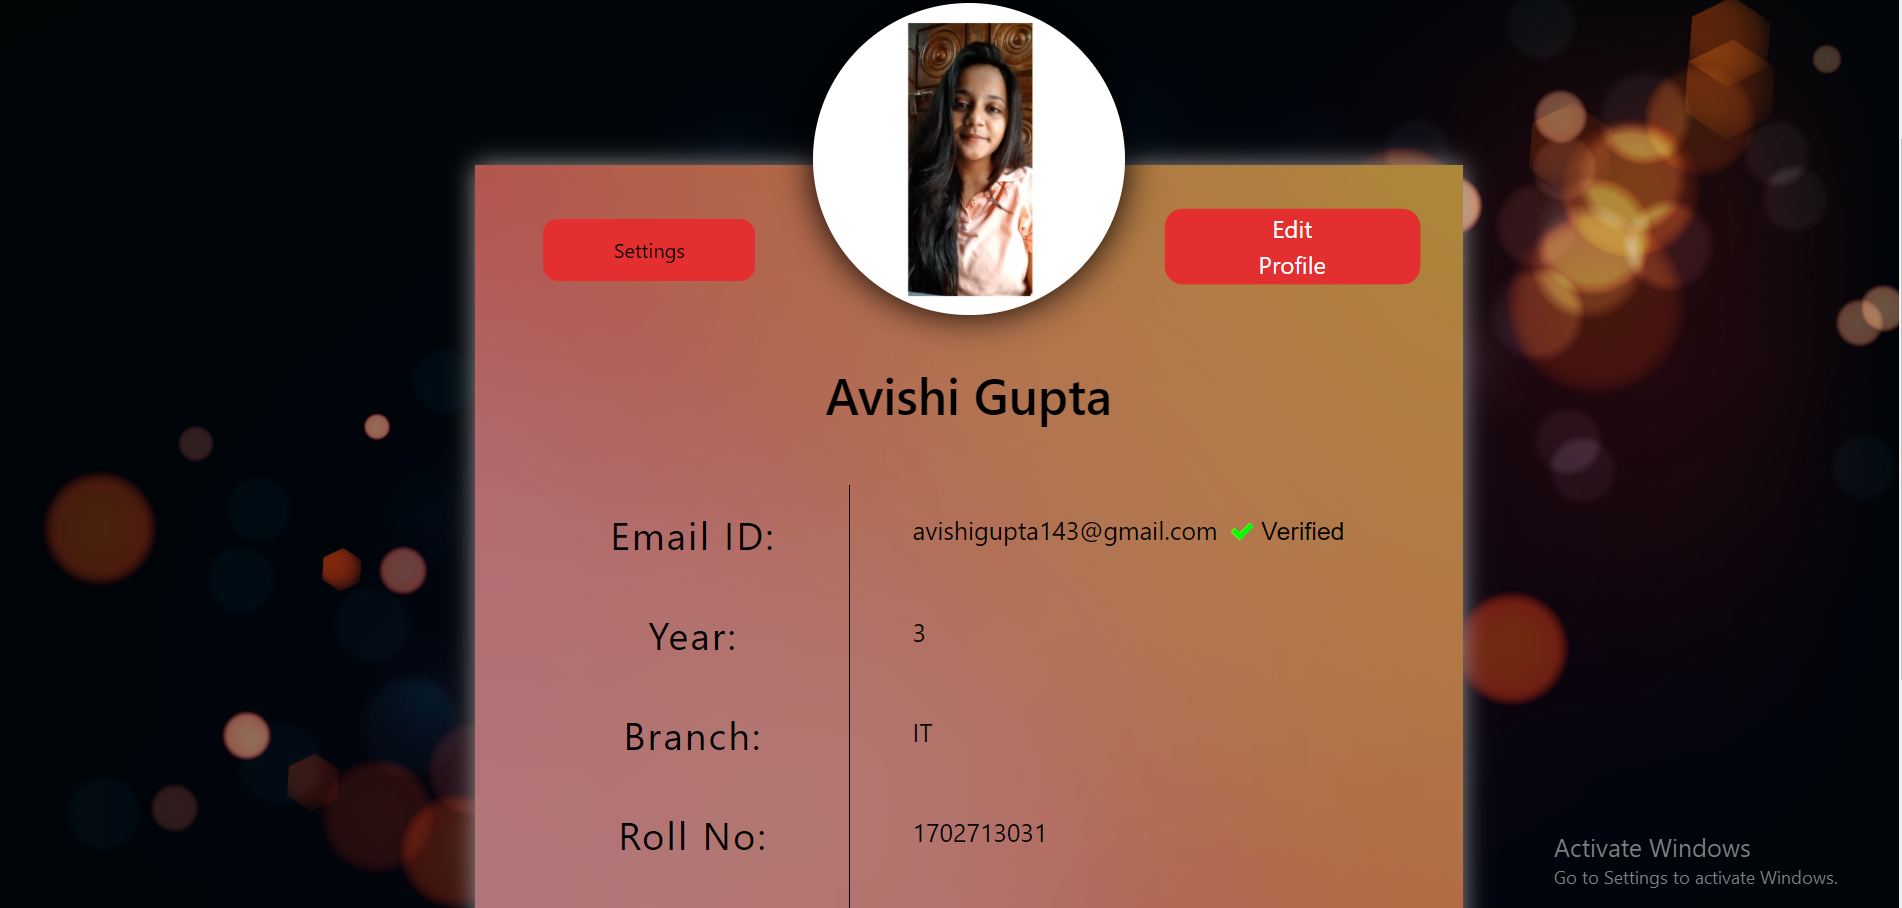 Settings
Edit
Profile
Avishi Gupta
Email ID: avishigupta143@gmail.com ✔ Verified
Year: 3
Branch: IT
Roll No: 1702713031
Activate Windows
Go to Settings to activate Windows.